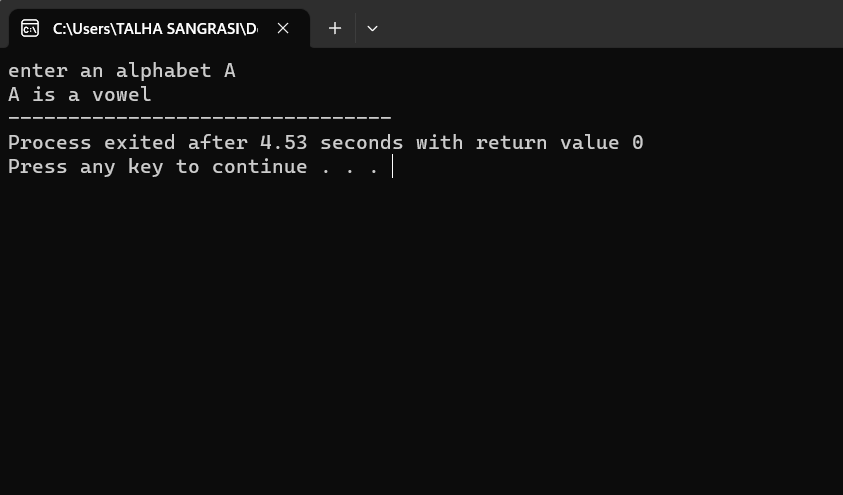 C:\Users\TALHA SANGRASI\D
enter an alphabet A
A is a vowel
--------------------------------
Process exited after 4.53 seconds with return value 0
Press any key to continue . . .